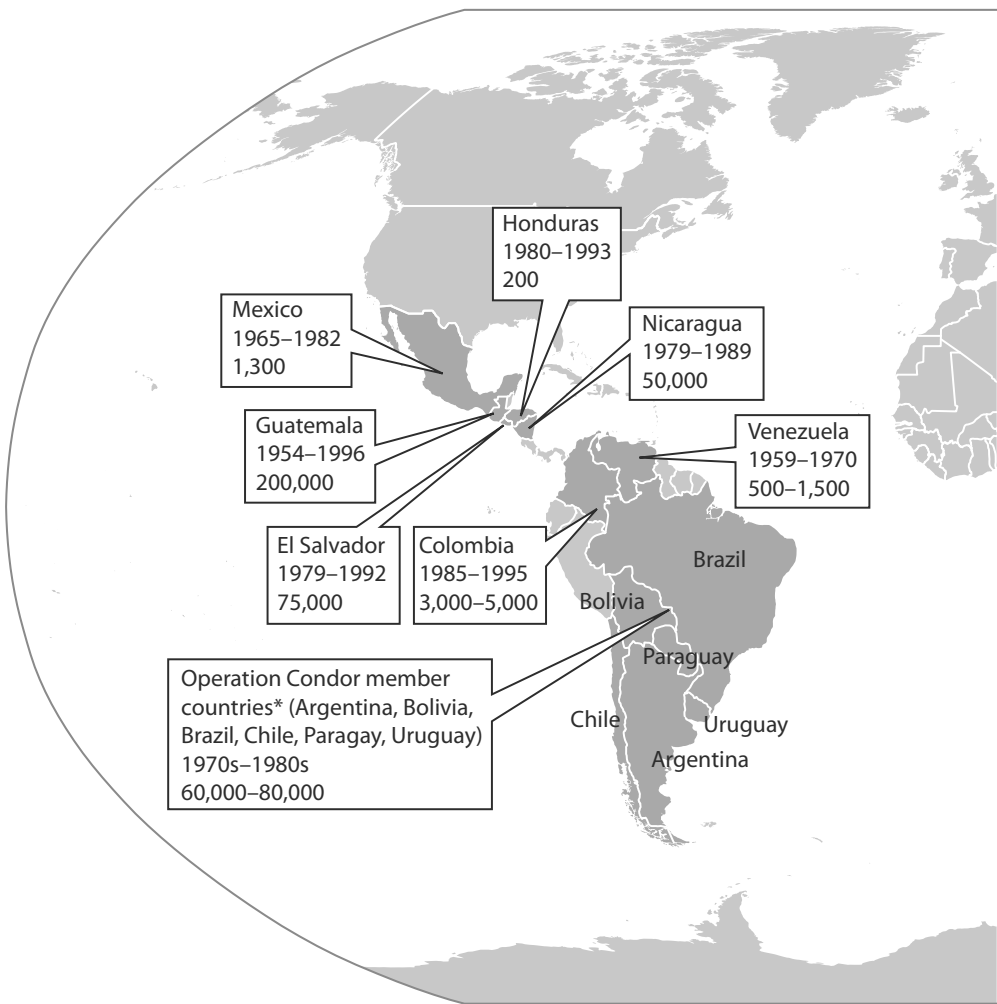 Honduras
1980–1993
200
Mexico
1965–1982
1,300
Nicaragua
1979–1989
50,000
Guatemala
1954–1996
200,000
Venezuela
1959–1970
500–1,500
El Salvador
1979–1992
75,000
Colombia
1985–1995
3,000–5,000
Brazil
Bolivia
Paraguay
Operation Condor member
countries* (Argentina, Bolivia,
Brazil, Chile, Paragay, Uruguay)
1970s–1980s
60,000–80,000
Chile
Uruguay
Argentina